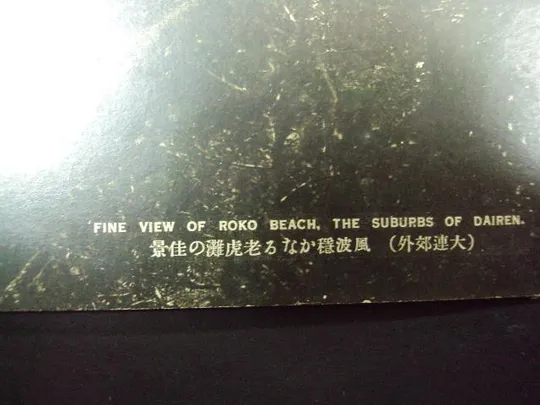 FINE VIEW OF ROKO BEACH, THE SUBURBS OF DAIREN.
景佳の灘虎老るなか穏波風 (外郊連大)